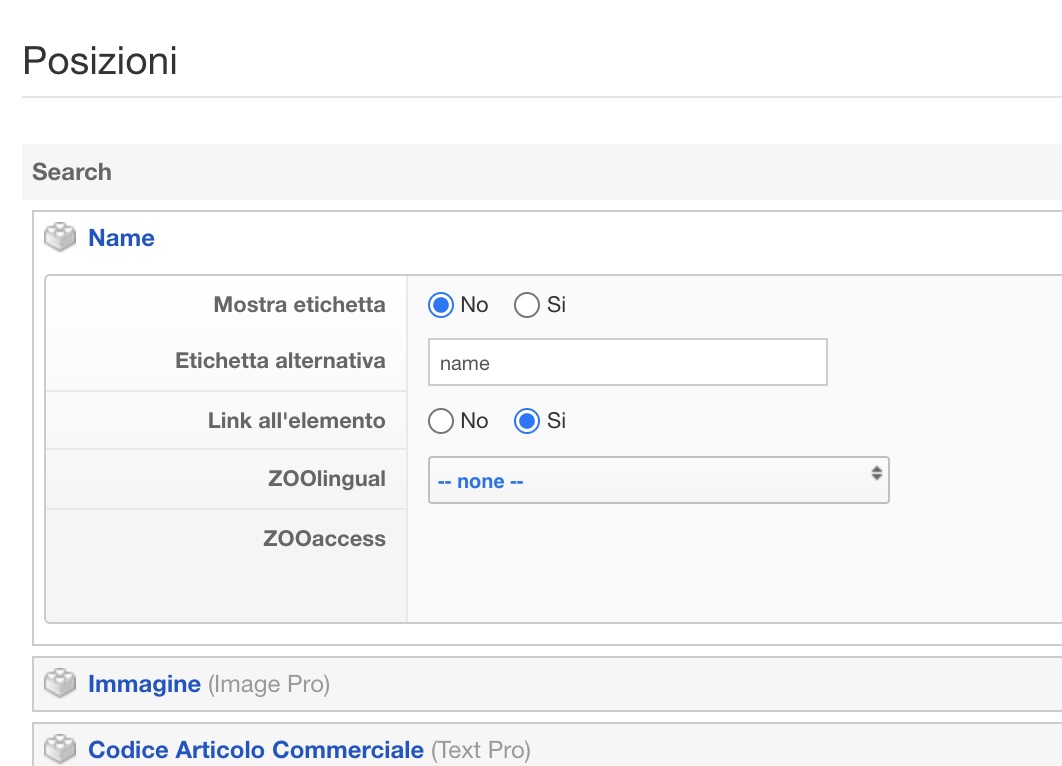 Posizioni
Search
Name
Mostra etichetta No Si
Etichetta alternativa name
Link all'elemento No Si
ZOOlingual -- none --
ZOOaccess
Immagine (Image Pro)
Codice Articolo Commerciale (Text Pro)